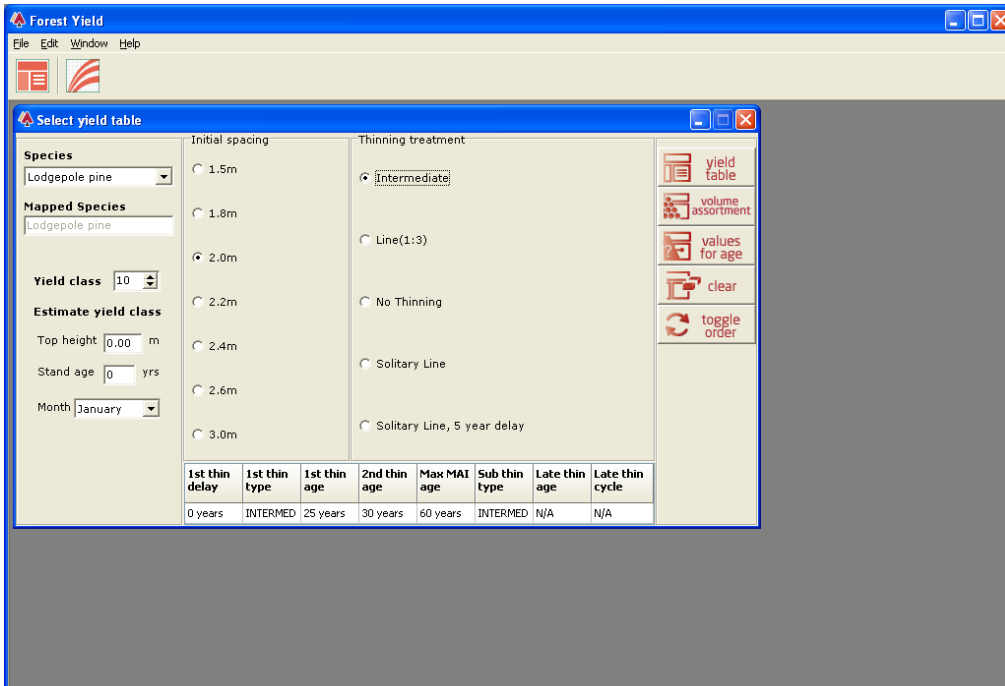 Forest Yield
File Edit Window Help
Select yield table
Species
Lodgepole pine
Mapped Species
Lodgepole pine
Yield class 10
Estimate yield class
Top height 0.00 m
Stand age 0 yrs
Month January
Initial spacing
1.5m
1.8m
2.0m
2.2m
2.4m
2.6m
3.0m
Thinning treatment
Intermediate
Line(1:3)
No Thinning
Solitary Line
Solitary Line, 5 year delay
yield
table
volume
assortment
values
for age
clear
toggle
order
1st thin delay 1st thin type 1st thin age 2nd thin age Max MAI age Sub thin type Late thin age Late thin cycle
0 years INTERMED 25 years 30 years 60 years INTERMED N/A N/A